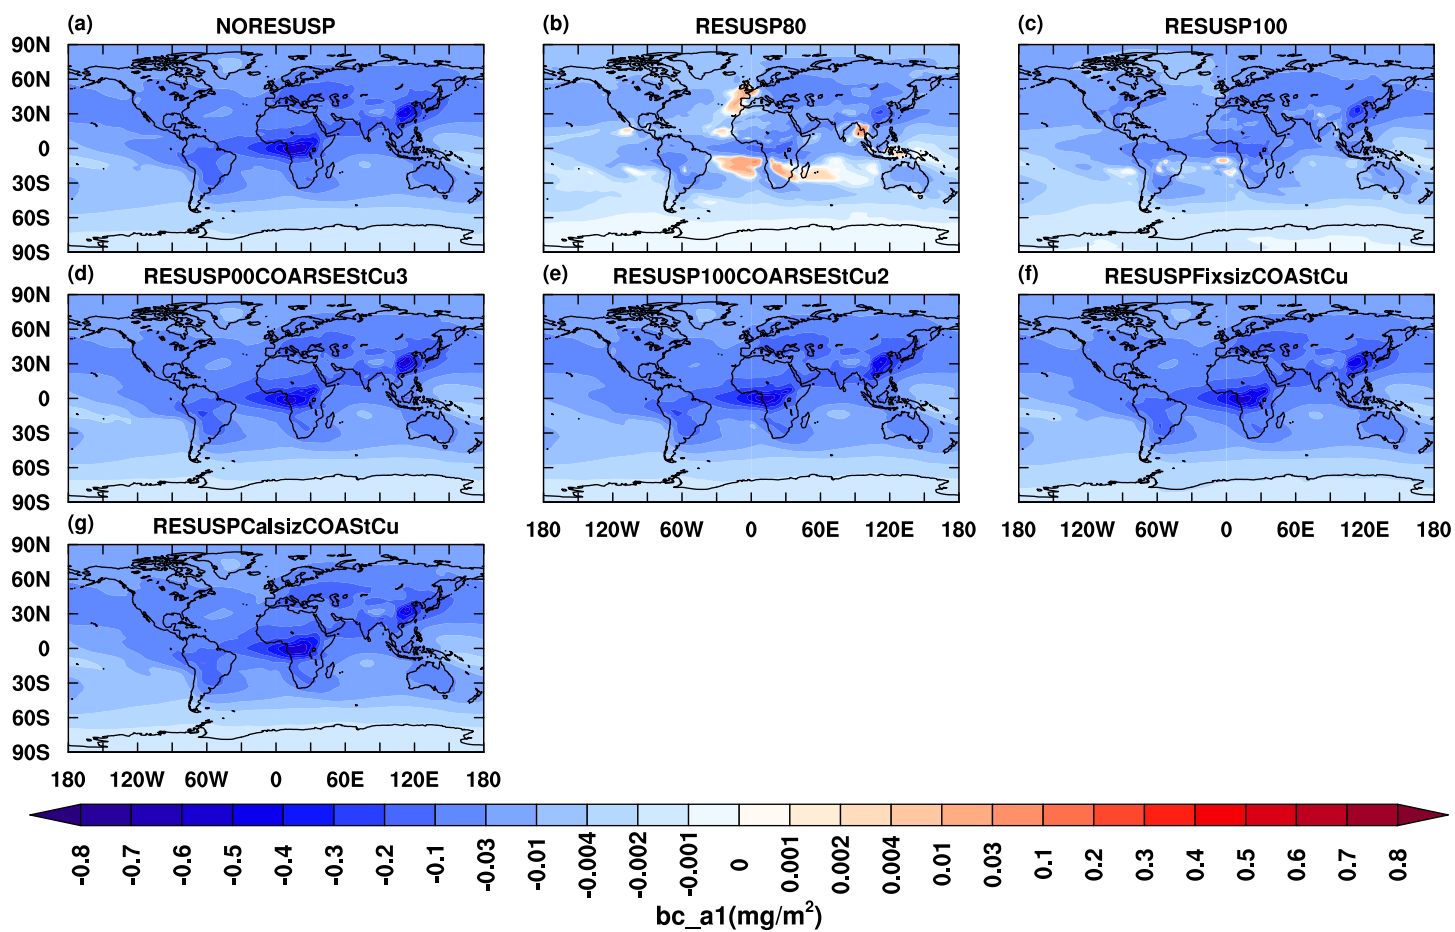 (a) NORESUSP
(b) RESUSP80
(c) RESUSP100
90N
60N
30N
0
30S
60S
90S
(d) RESUSP00COARSEStCu3
(e) RESUSP100COARSEStCu2
(f) RESUSPFixsizCOAStCu
90N
60N
30N
0
30S
60S
90S
180 120W 60W 0 60E 120E 180
180 120W 60W 0 60E 120E 180
(g) RESUSPCalsizCOAStCu
90N
60N
30N
0
30S
60S
90S
180 120W 60W 0 60E 120E 180
-0.8 -0.7 -0.6 -0.5 -0.4 -0.3 -0.2 -0.1 -0.03 -0.01 -0.004 -0.002 -0.001 0 0.001 0.002 0.004 0.01 0.03 0.1 0.2 0.3 0.4 0.5 0.6 0.7 0.8
bc_a1(mg/m²)